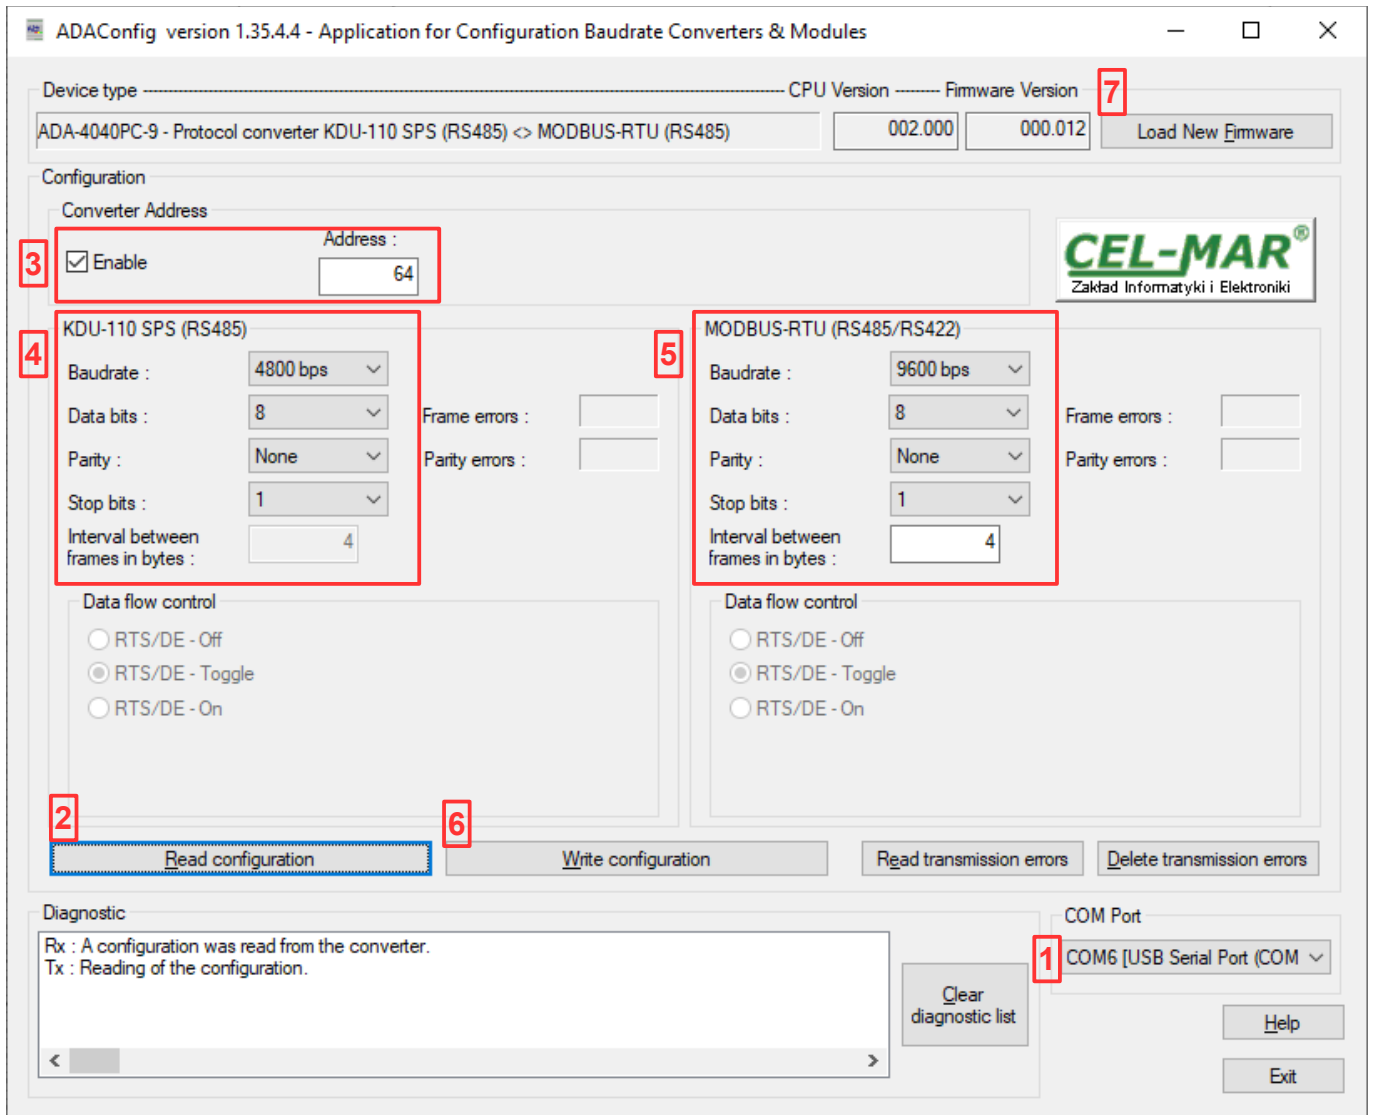 ADAConfig version 1.35.4.4 - Application for Configuration Baudrate Converters & Modules
Device type CPU Version Firmware Version
7
ADA-4040PC-9 - Protocol converter KDU-110 SPS (RS485) <> MODBUS-RTU (RS485) 002.000 000.012 Load New Firmware
Configuration
Converter Address
3
Enable
Address :
64
CEL-MAR®
Zakład Informatyki i Elektroniki
4
KDU-110 SPS (RS485)
Baudrate : 4800 bps
Data bits : 8 Frame errors :
Parity : None Parity errors :
Stop bits : 1
Interval between
frames in bytes : 4
Data flow control
RTS/DE - Off
RTS/DE - Toggle
RTS/DE - On
5
MODBUS-RTU (RS485/RS422)
Baudrate : 9600 bps
Data bits : 8 Frame errors :
Parity : None Parity errors :
Stop bits : 1
Interval between
frames in bytes : 4
Data flow control
RTS/DE - Off
RTS/DE - Toggle
RTS/DE - On
2
6
Read configuration Write configuration Read transmission errors Delete transmission errors
Diagnostic
Rx : A configuration was read from the converter.
Tx : Reading of the configuration.
Clear
diagnostic list
COM Port
1
COM6 [USB Serial Port (COM
Help
Exit